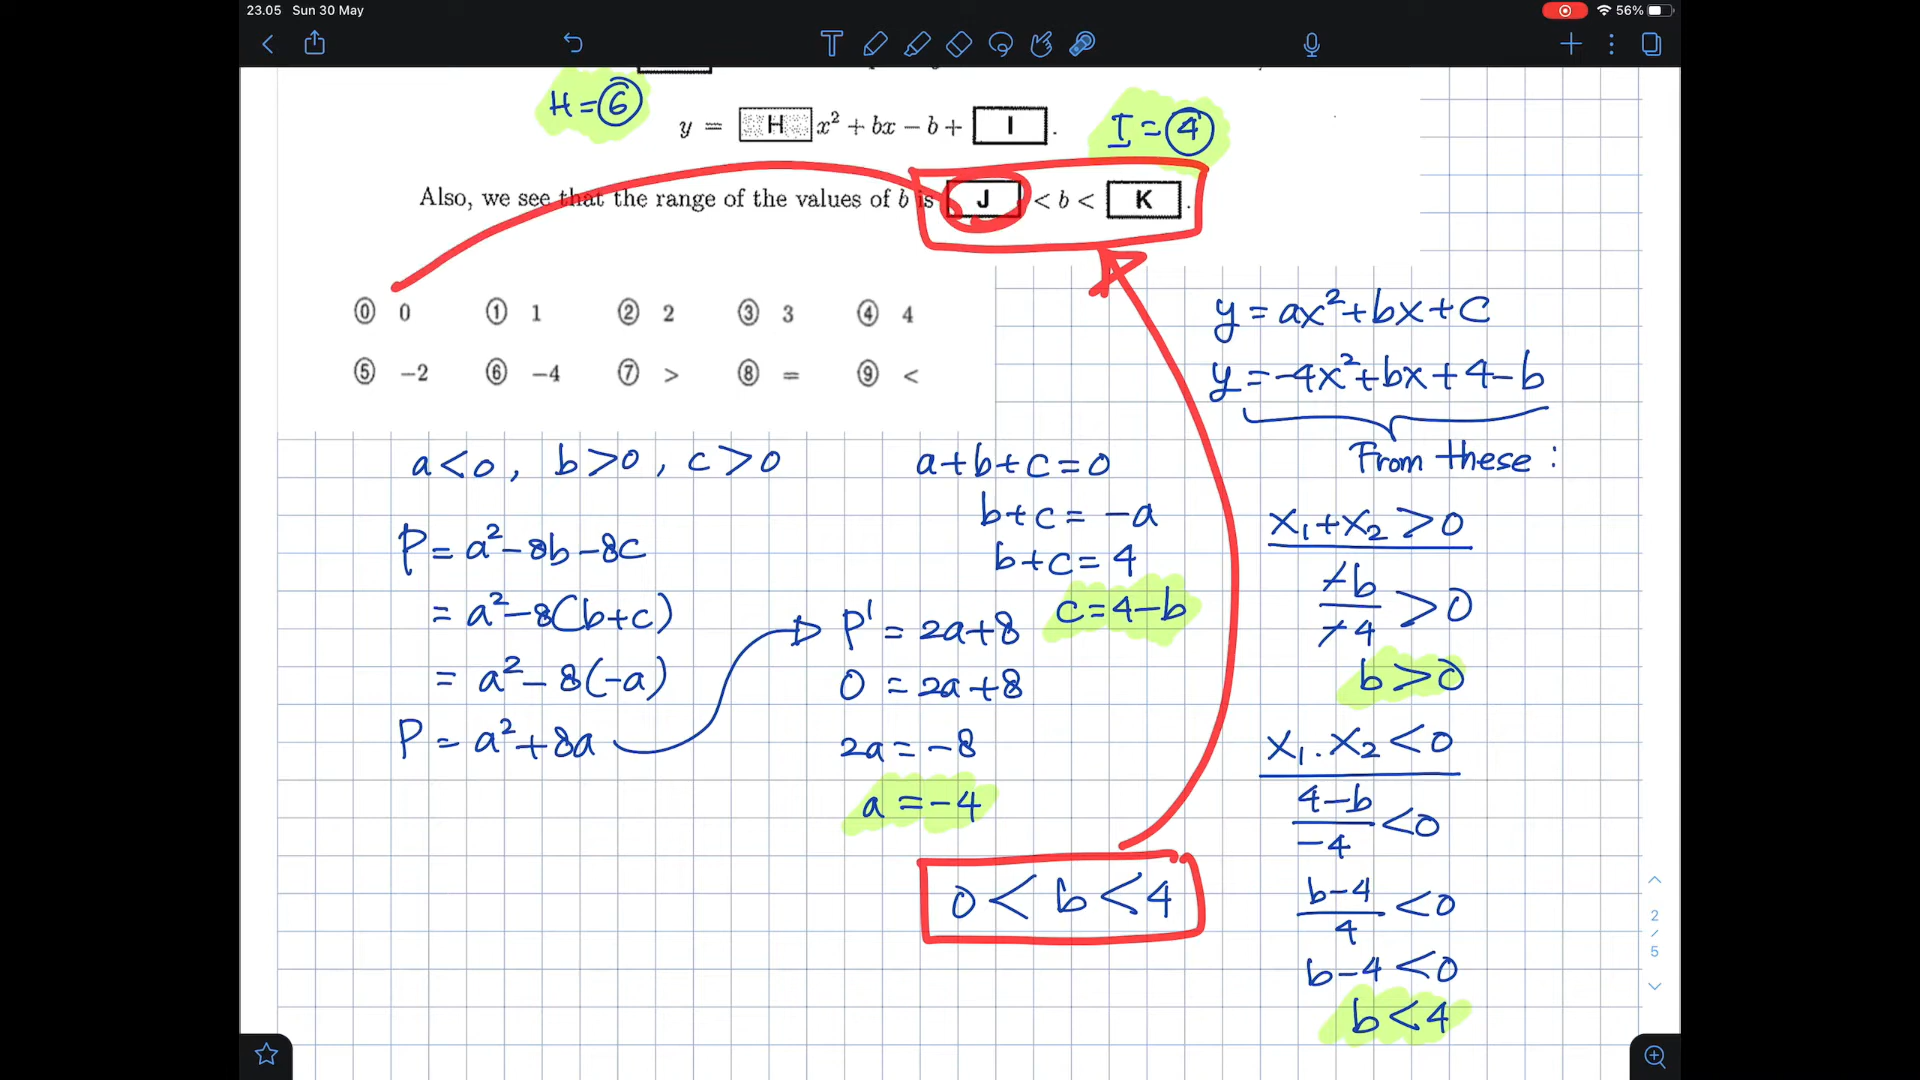 23.05 Sun 30 May
56%
H = 6
y = H x² + bx − b + I .
I = 4
Also, we see that the range of the values of b is J < b < K .
⓪ 0 ① 1 ② 2 ③ 3 ④ 4
⑤ −2 ⑥ −4 ⑦ > ⑧ = ⑨ <
a<0, b>0, c>0
P = a² − 8b − 8c
= a² − 8(b+c)
= a² − 8(−a)
P = a² + 8a
a+b+c=0
b+c = −a
b+c = 4
c = 4−b
P' = 2a+8
0 = 2a+8
2a = −8
a = −4
0 < b < 4
y = ax²+bx+c
y = −4x²+bx+4−b
From these :
x₁+x₂ > 0
−b/−4 > 0
b > 0
x₁.x₂ < 0
4−b/−4 < 0
b−4/4 < 0
b−4 < 0
b < 4
2
/
5